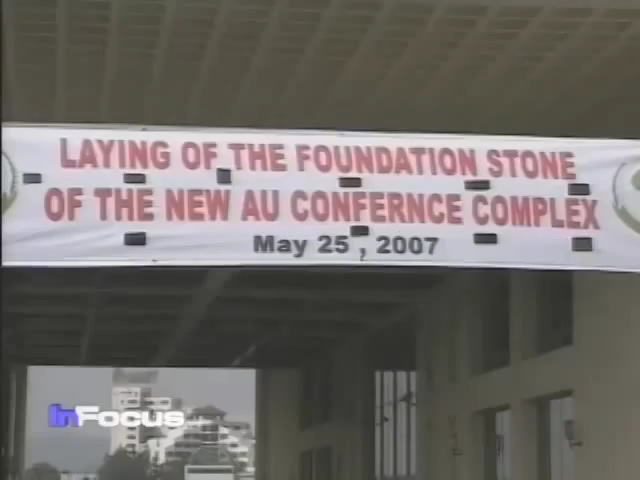 LAYING OF THE FOUNDATION STONE
OF THE NEW AU CONFERNCE COMPLEX
May 25, 2007
InFocus